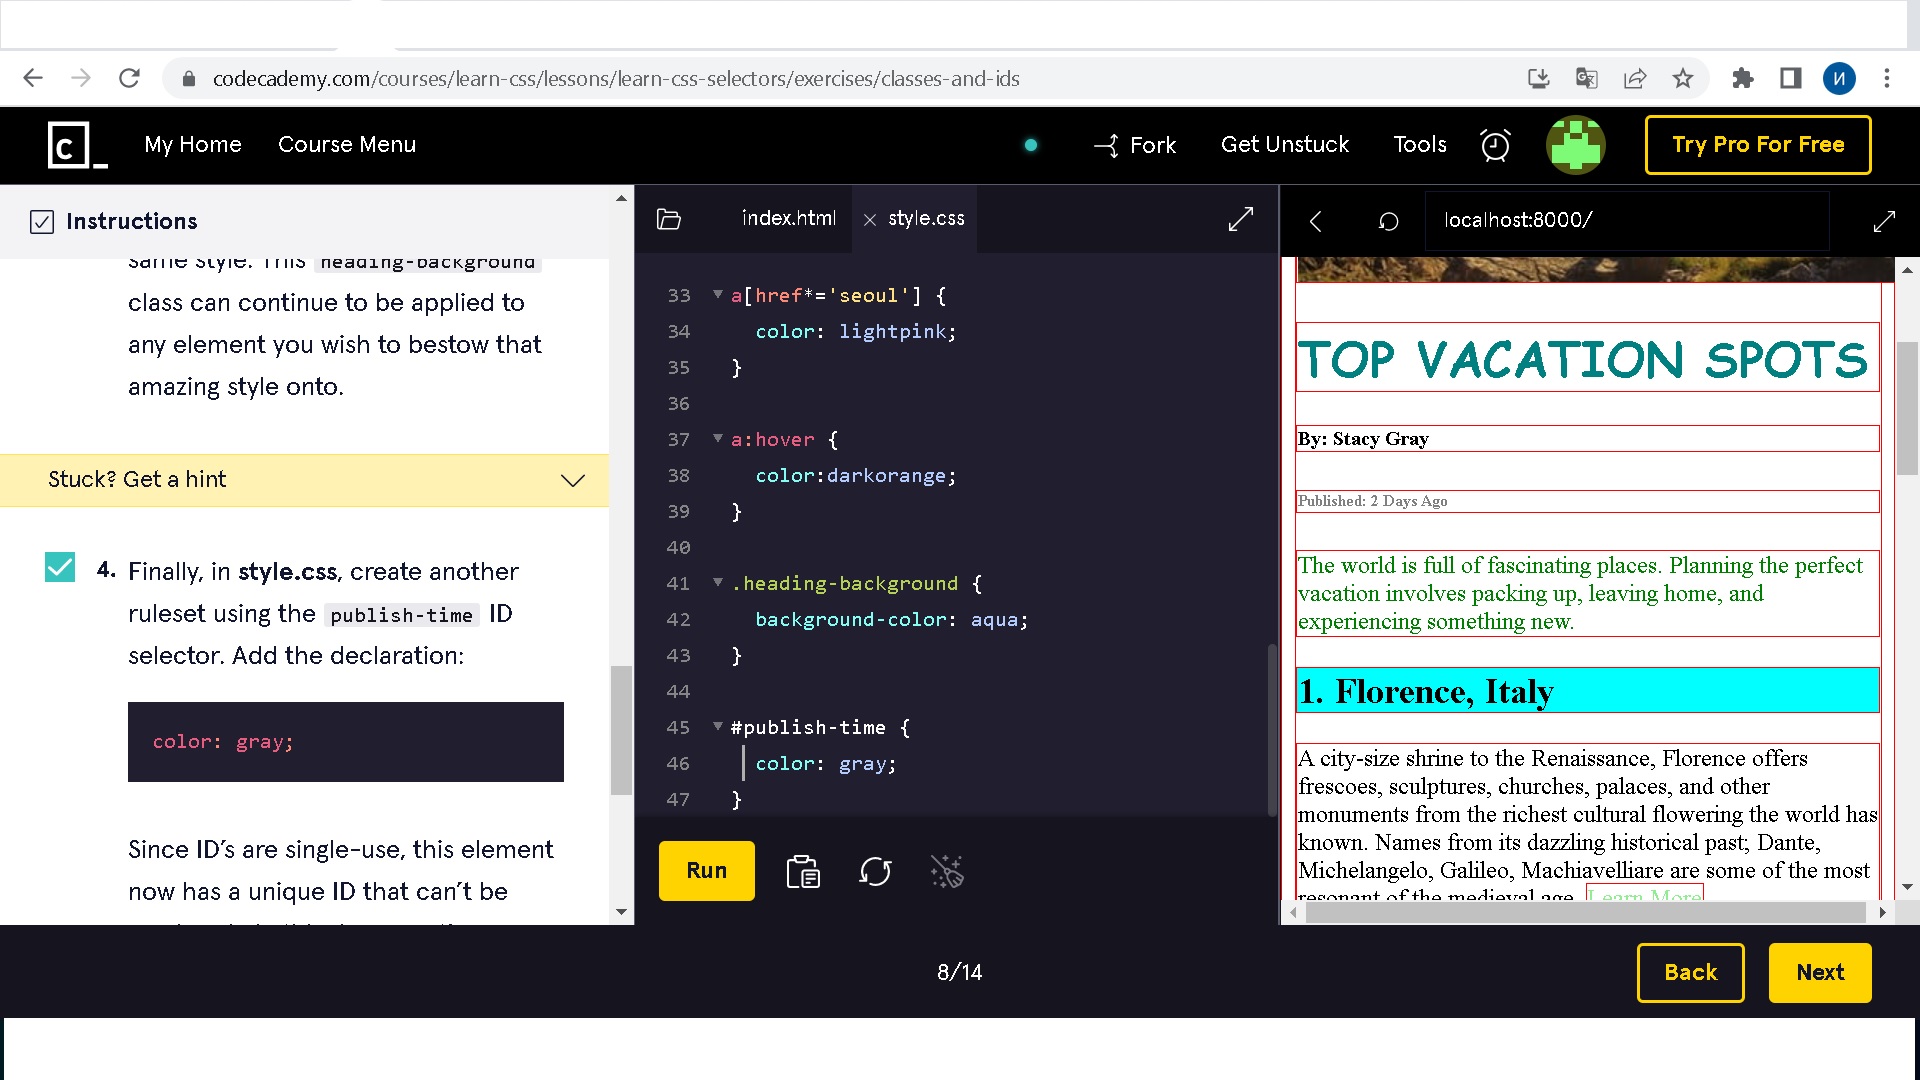 codecademy.com/courses/learn-css/lessons/learn-css-selectors/exercises/classes-and-ids
И
c_
My Home
Course Menu
Fork
Get Unstuck
Tools
Try Pro For Free
Instructions
same style. This heading-background
class can continue to be applied to
any element you wish to bestow that
amazing style onto.
Stuck? Get a hint
4. Finally, in style.css, create another
ruleset using the publish-time ID
selector. Add the declaration:
color: gray;
Since ID's are single-use, this element
now has a unique ID that can't be
index.html
× style.css
33 a[href*='seoul'] {
34 color: lightpink;
35 }
36
37 a:hover {
38 color:darkorange;
39 }
40
41 .heading-background {
42 background-color: aqua;
43 }
44
45 #publish-time {
46 color: gray;
47 }
Run
localhost:8000/
TOP VACATION SPOTS
By: Stacy Gray
Published: 2 Days Ago
The world is full of fascinating places. Planning the perfect
vacation involves packing up, leaving home, and
experiencing something new.
1. Florence, Italy
A city-size shrine to the Renaissance, Florence offers
frescoes, sculptures, churches, palaces, and other
monuments from the richest cultural flowering the world has
known. Names from its dazzling historical past; Dante,
Michelangelo, Galileo, Machiavelliare are some of the most
resonant of the medieval age. Learn More
8/14
Back
Next